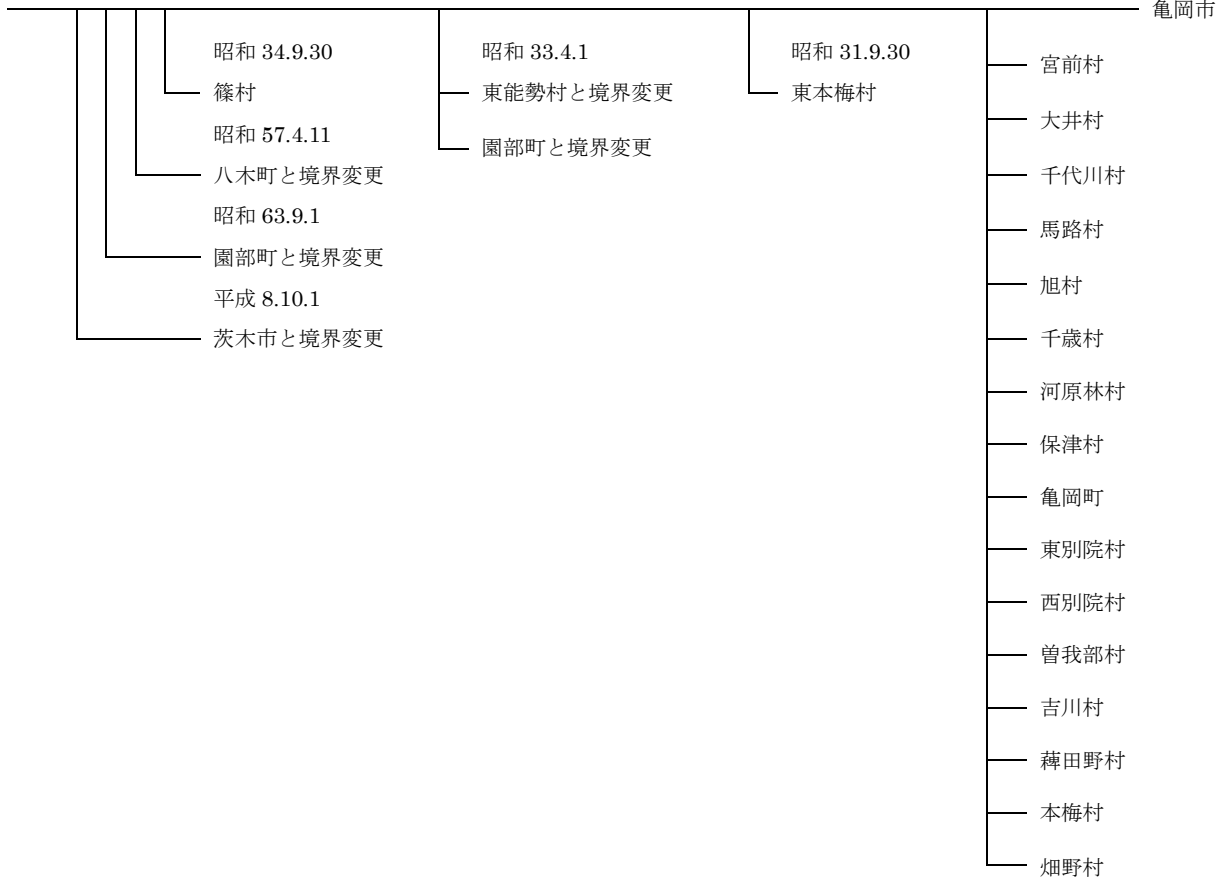 亀岡市
宮前村
大井村
千代川村
馬路村
旭村
千歳村
河原林村
保津村
亀岡町
東別院村
西別院村
曽我部村
吉川村
薭田野村
本梅村
畑野村
昭和 31.9.30
東本梅村
昭和 33.4.1
東能勢村と境界変更
園部町と境界変更
昭和 34.9.30
篠村
昭和 57.4.11
八木町と境界変更
昭和 63.9.1
園部町と境界変更
平成 8.10.1
茨木市と境界変更